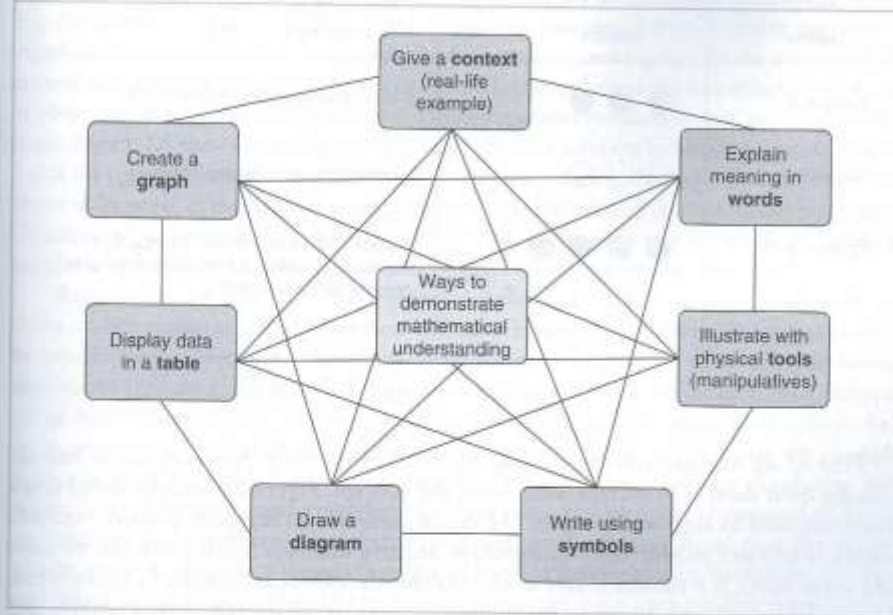 Give a context
(real-life
example)
Create a
graph
Explain
meaning in
words
Ways to
demonstrate
mathematical
understanding
Display data
in a table
Illustrate with
physical tools
(manipulatives)
Draw a
diagram
Write using
symbols